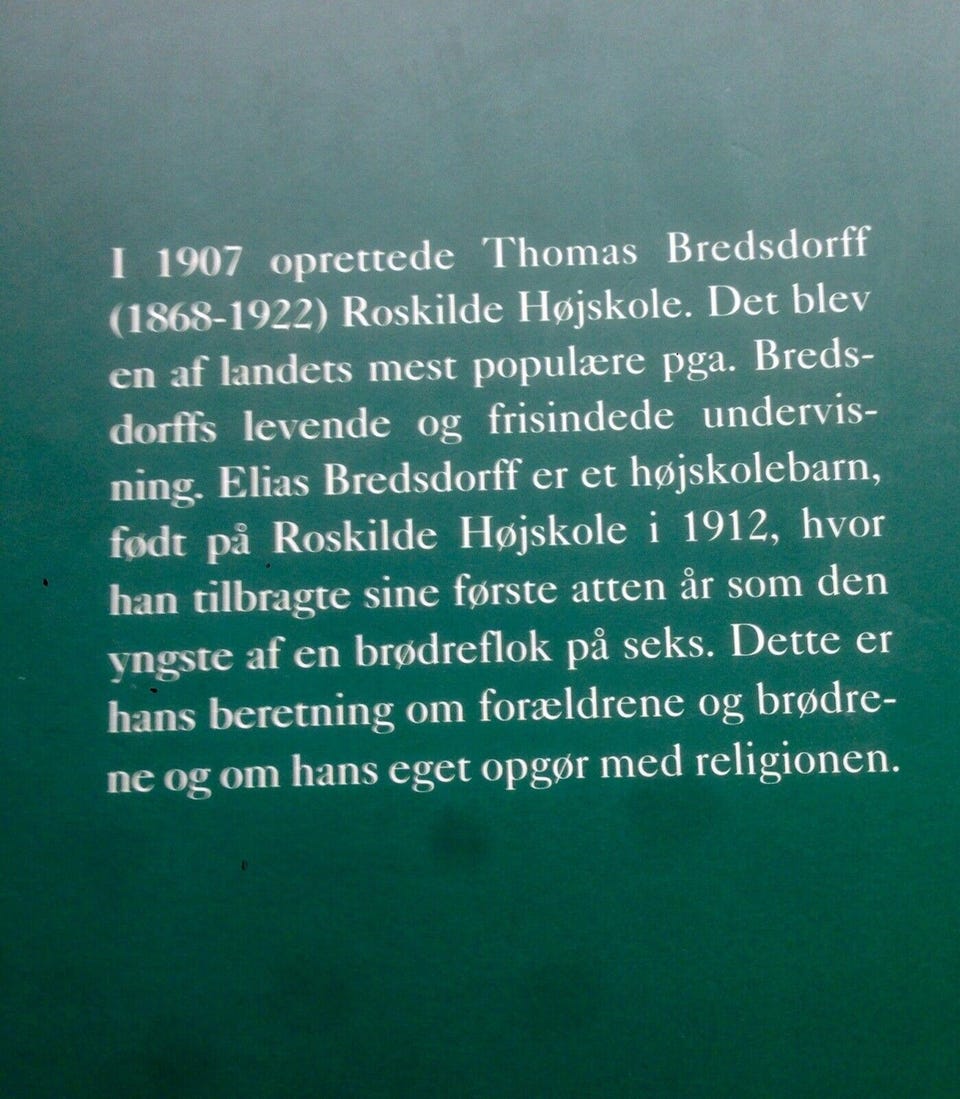 I 1907 oprettede Thomas Bredsdorff
(1868-1922) Roskilde Højskole. Det blev
en af landets mest populære pga. Breds-
dorffs levende og frisindede undervis-
ning. Elias Bredsdorff er et højskolebarn,
født på Roskilde Højskole i 1912, hvor
han tilbragte sine første atten år som den
yngste af en brødreflok på seks. Dette er
hans beretning om forældrene og brødre-
ne og om hans eget opgør med religionen.